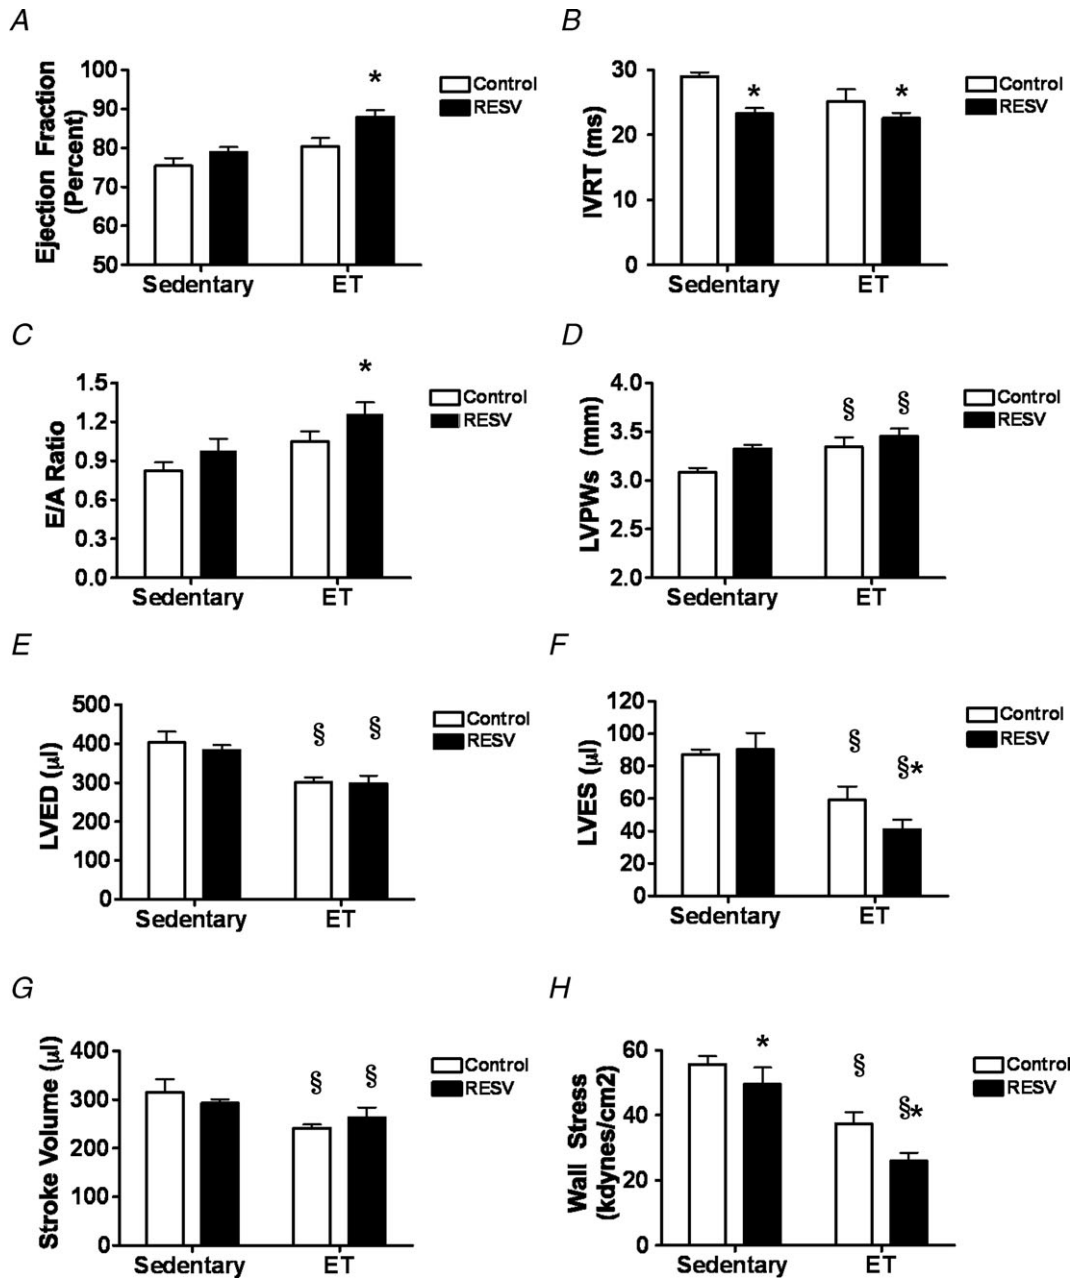 A
Ejection Fraction
(Percent)
100
90
80
70
60
50
*
Control
RESV
Sedentary ET
B
IVRT (ms)
30
20
10
0
* *
Control
RESV
Sedentary ET
C
E/A Ratio
1.5
1.2
0.9
0.6
0.3
0.0
*
Control
RESV
Sedentary ET
D
LVPWs (mm)
4.0
3.5
3.0
2.5
2.0
§ §
Control
RESV
Sedentary ET
E
LVED (µl)
500
400
300
200
100
0
§ §
Control
RESV
Sedentary ET
F
LVES (µl)
120
100
80
60
40
20
0
§ §*
Control
RESV
Sedentary ET
G
Stroke Volume (µl)
400
300
200
100
0
§ §
Control
RESV
Sedentary ET
H
Wall Stress
(kdynes/cm2)
60
40
20
0
* § §*
Control
RESV
Sedentary ET